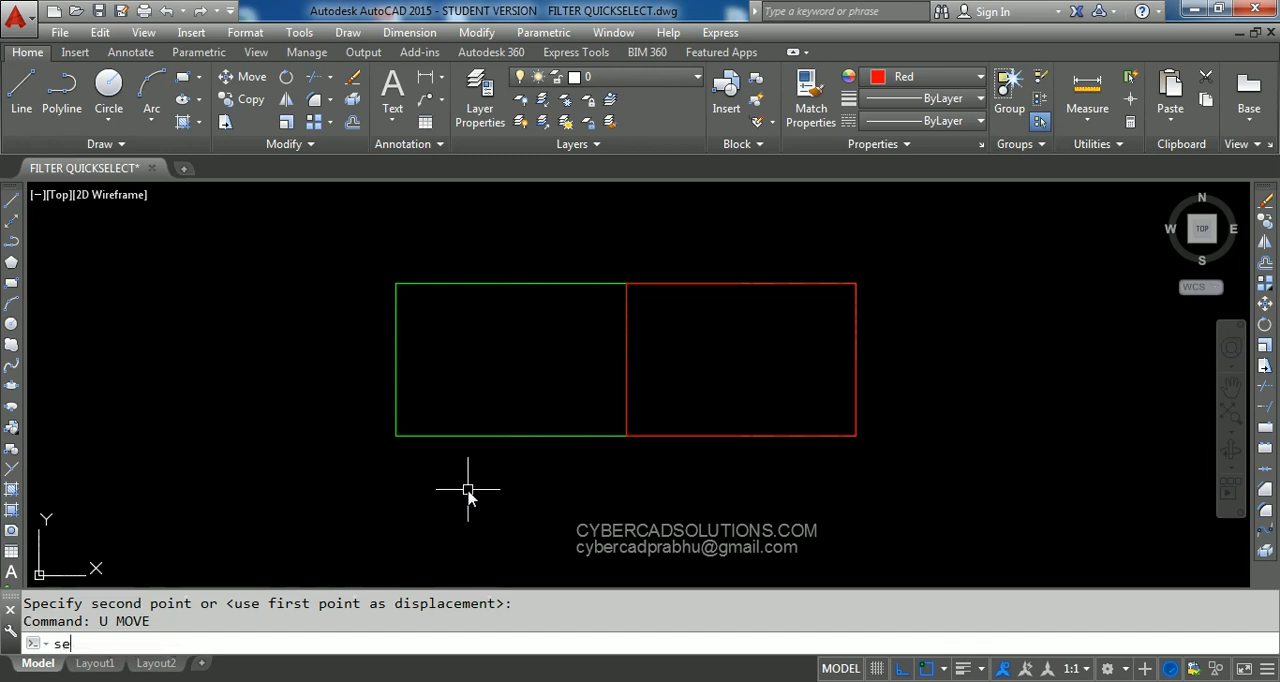 Autodesk AutoCAD 2015 - STUDENT VERSION FILTER QUICKSELECT.dwg
Type a keyword or phrase
Sign In
File Edit View Insert Format Tools Draw Dimension Modify Parametric Window Help Express
Home Insert Annotate Parametric View Manage Output Add-ins Autodesk 360 Express Tools BIM 360 Featured Apps
Move
0
Red
Copy
ByLayer
Line Polyline Circle Arc Text Layer Properties Insert Match Properties Group Measure Paste Base
ByLayer
Draw Modify Annotation Layers Block Properties Groups Utilities Clipboard View
FILTER QUICKSELECT*
[−][Top][2D Wireframe]
N
W TOP E
S
WCS
Y
X
CYBERCADSOLUTIONS.COM
cybercadprabhu@gmail.com
Specify second point or <use first point as displacement>:
Command: U MOVE
se
Model Layout1 Layout2 +
MODEL 1:1